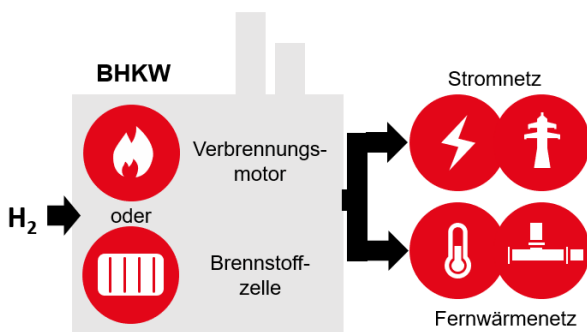 BHKW
Stromnetz
Verbrennungs-
motor
H₂
oder
Brennstoff-
zelle
Fernwärmenetz